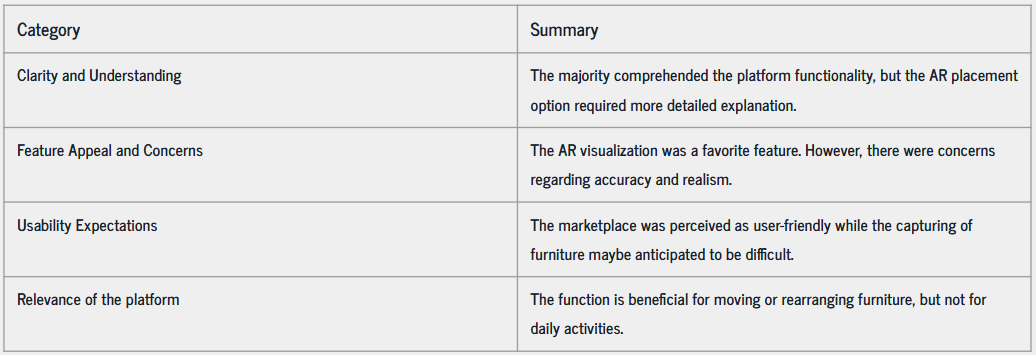 Category
Summary
Clarity and Understanding
The majority comprehended the platform functionality, but the AR placement
option required more detailed explanation.
Feature Appeal and Concerns
The AR visualization was a favorite feature. However, there were concerns
regarding accuracy and realism.
Usability Expectations
The marketplace was perceived as user-friendly while the capturing of
furniture maybe anticipated to be difficult.
Relevance of the platform
The function is beneficial for moving or rearranging furniture, but not for
daily activities.